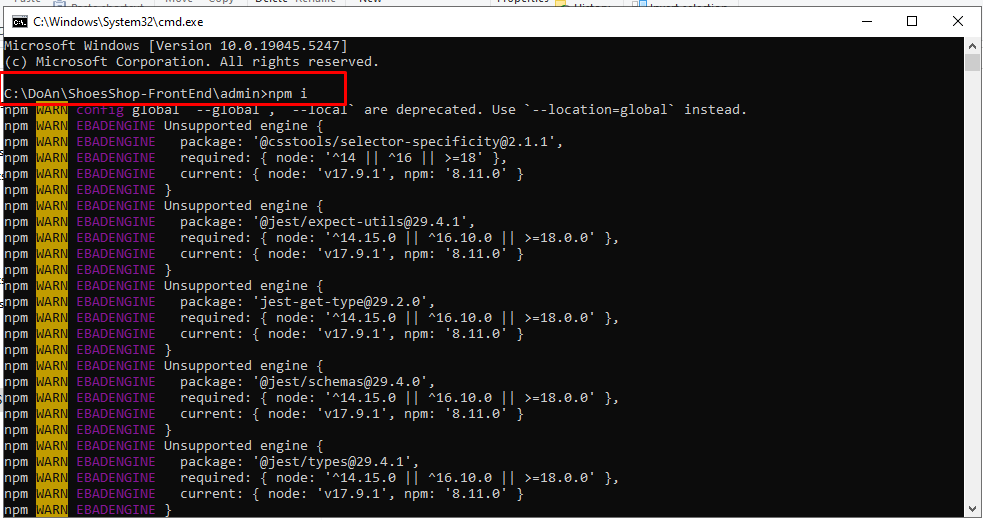 Delete Rename
New
Properties
History
Invert selection
C:\Windows\System32\cmd.exe
Microsoft Windows [Version 10.0.19045.5247]
(c) Microsoft Corporation. All rights reserved.
C:\DoAn\ShoesShop-FrontEnd\admin>npm i
npm WARN config global `--global`, `--local` are deprecated. Use `--location=global` instead.
npm WARN EBADENGINE Unsupported engine {
npm WARN EBADENGINE   package: '@csstools/selector-specificity@2.1.1',
npm WARN EBADENGINE   required: { node: '^14 || ^16 || >=18' },
npm WARN EBADENGINE   current: { node: 'v17.9.1', npm: '8.11.0' }
npm WARN EBADENGINE }
npm WARN EBADENGINE Unsupported engine {
npm WARN EBADENGINE   package: '@jest/expect-utils@29.4.1',
npm WARN EBADENGINE   required: { node: '^14.15.0 || ^16.10.0 || >=18.0.0' },
npm WARN EBADENGINE   current: { node: 'v17.9.1', npm: '8.11.0' }
npm WARN EBADENGINE }
npm WARN EBADENGINE Unsupported engine {
npm WARN EBADENGINE   package: 'jest-get-type@29.2.0',
npm WARN EBADENGINE   required: { node: '^14.15.0 || ^16.10.0 || >=18.0.0' },
npm WARN EBADENGINE   current: { node: 'v17.9.1', npm: '8.11.0' }
npm WARN EBADENGINE }
npm WARN EBADENGINE Unsupported engine {
npm WARN EBADENGINE   package: '@jest/schemas@29.4.0',
npm WARN EBADENGINE   required: { node: '^14.15.0 || ^16.10.0 || >=18.0.0' },
npm WARN EBADENGINE   current: { node: 'v17.9.1', npm: '8.11.0' }
npm WARN EBADENGINE }
npm WARN EBADENGINE Unsupported engine {
npm WARN EBADENGINE   package: '@jest/types@29.4.1',
npm WARN EBADENGINE   required: { node: '^14.15.0 || ^16.10.0 || >=18.0.0' },
npm WARN EBADENGINE   current: { node: 'v17.9.1', npm: '8.11.0' }
npm WARN EBADENGINE }